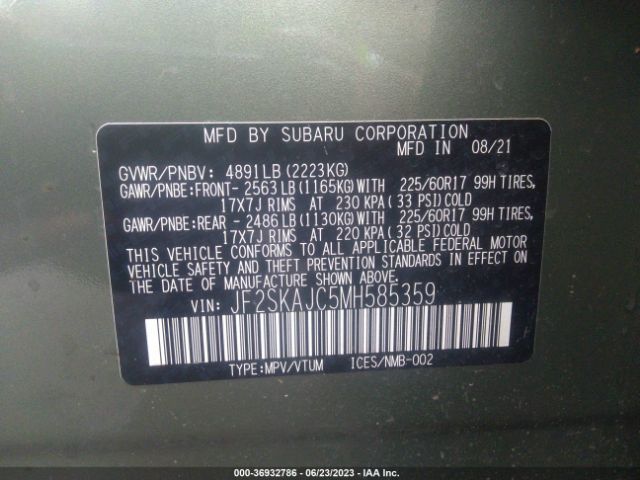 MFD BY SUBARU CORPORATION
MFD IN 08/21
GVWR/PNBV: 4891LB(2223KG)
GAWR/PNBE:FRONT- 2563LB(1165KG)WITH 225/60R17 99H TIRES,
17X7J RIMS AT 230 KPA(33 PSI)COLD
GAWR/PNBE:REAR - 2486LB(1130KG)WITH 225/60R17 99H TIRES,
17X7J RIMS AT 220 KPA(32 PSI)COLD
THIS VEHICLE CONFORMS TO ALL APPLICABLE FEDERAL MOTOR
VEHICLE SAFETY AND THEFT PREVENTION STANDARDS IN EFFECT ON
THE DATE OF MANUFACTURE SHOWN ABOVE.
VIN: JF2SKAJC5MH585359
TYPE:MPV/VTUM ICES/NMB-002
000-36932786 - 06/23/2023 - IAA Inc.